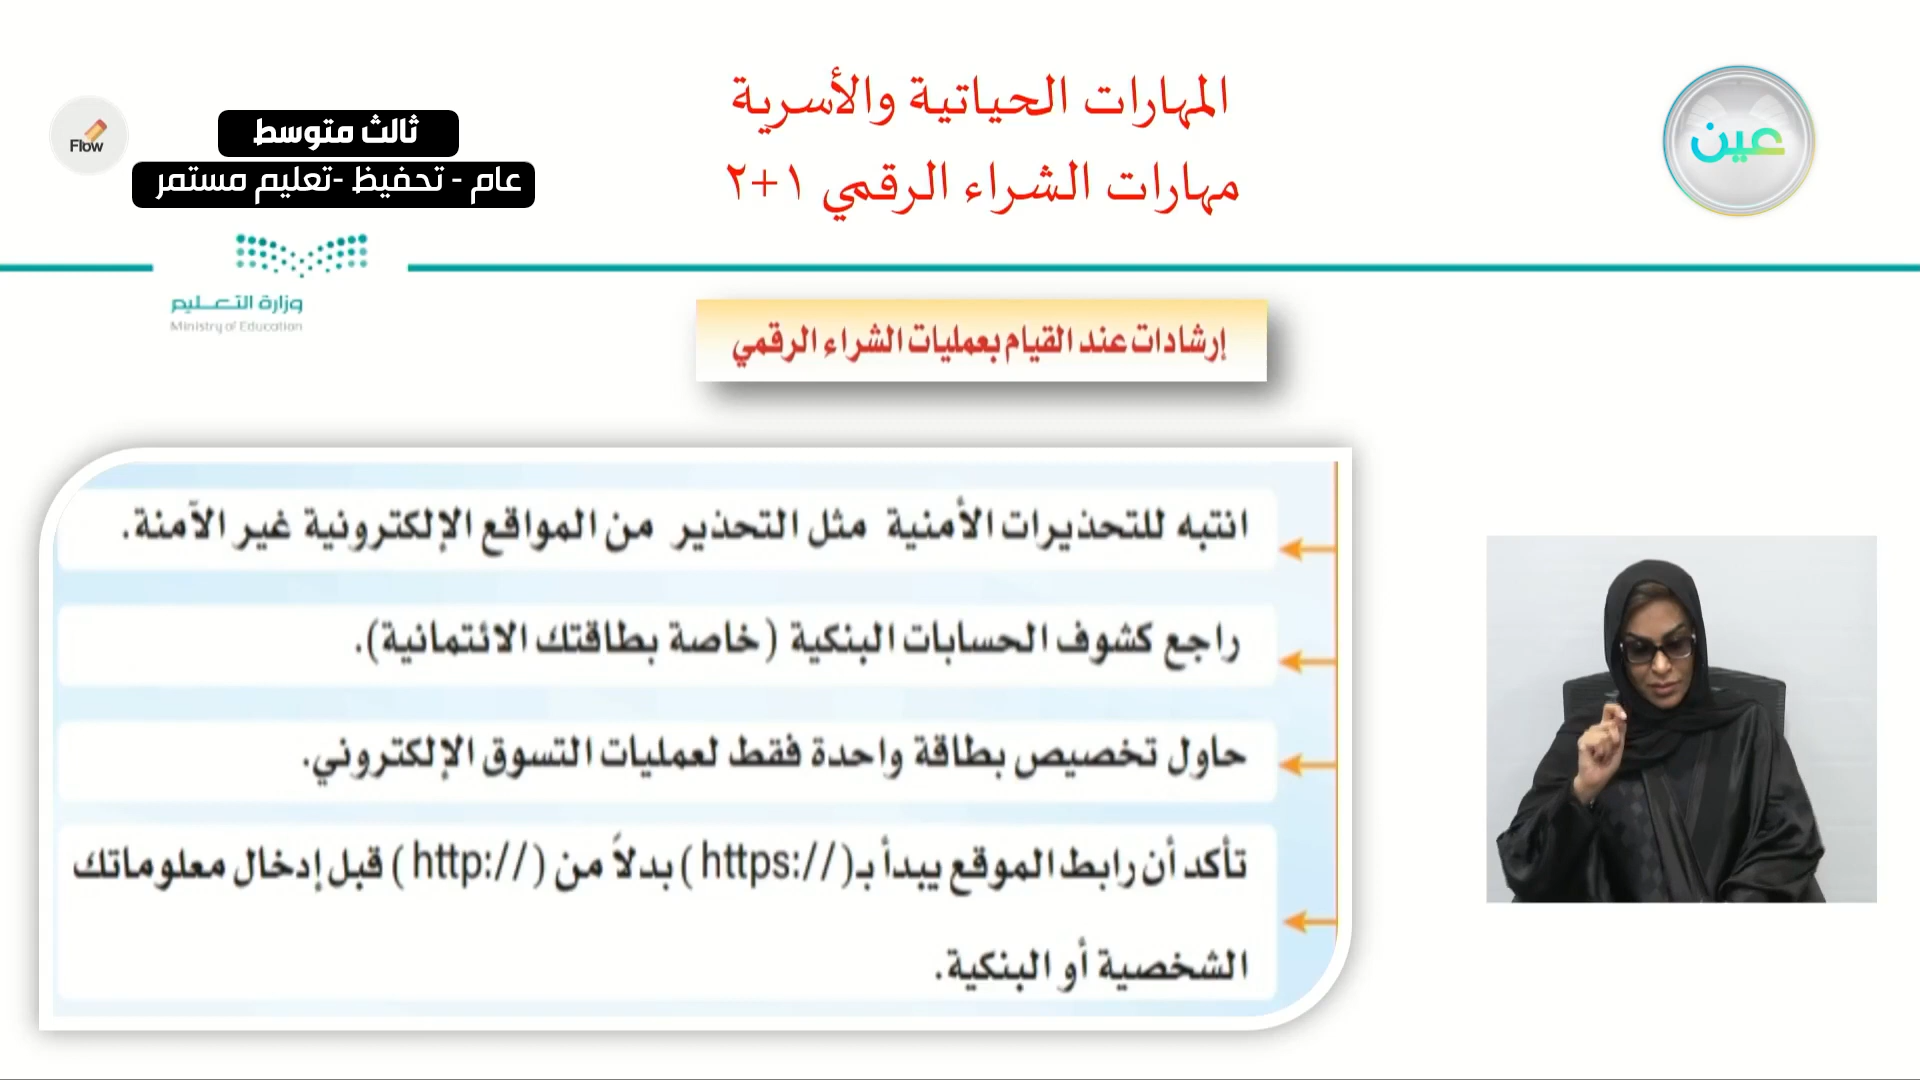 المهارات الحياتية والأسرية
مهارات الشراء الرقمي ١+٢
عين
ثالث متوسط
عام - تحفيظ -تعليم مستمر
Flow
وزارة التعليم
Ministry of Education
إرشادات عند القيام بعمليات الشراء الرقمي
انتبه للتحذيرات الأمنية مثل التحذير من المواقع الإلكترونية غير الآمنة.
راجع كشوف الحسابات البنكية (خاصة بطاقتك الائتمانية).
حاول تخصيص بطاقة واحدة فقط لعمليات التسوق الإلكتروني.
تأكد أن رابط الموقع يبدأ بـ(https://) بدلاً من (http://) قبل إدخال معلوماتك
الشخصية أو البنكية.